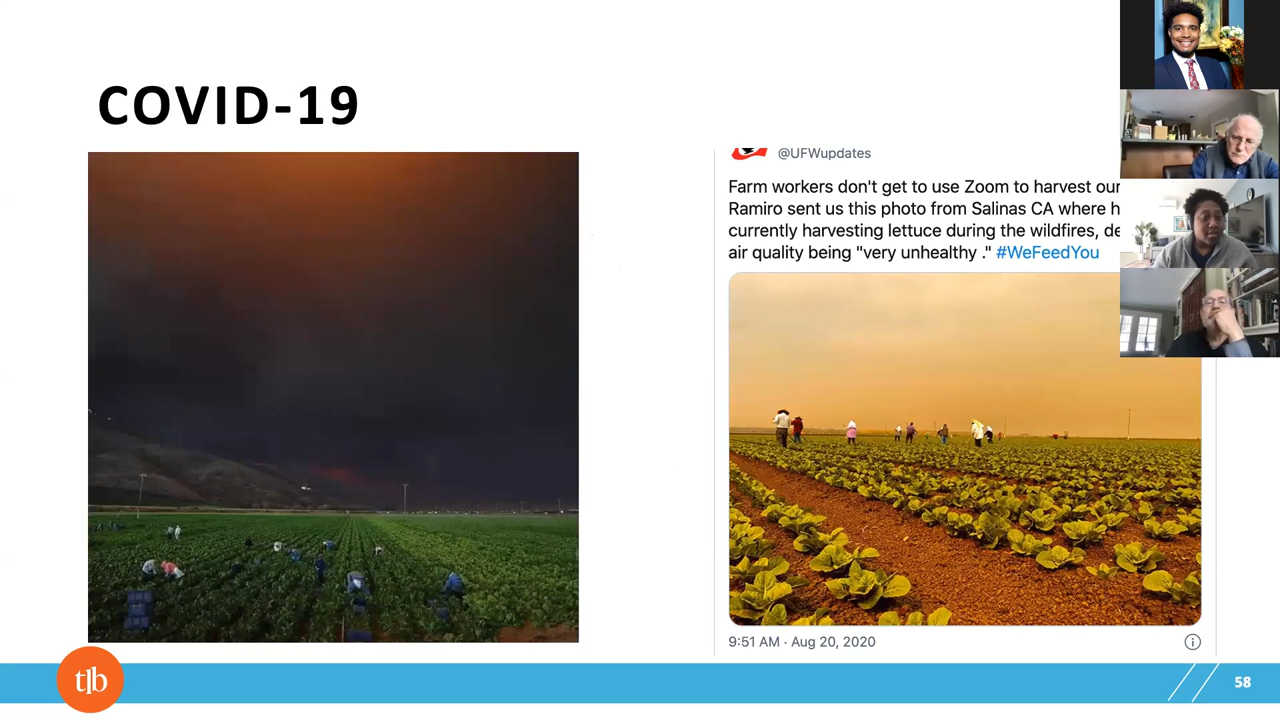 COVID-19
@UFWupdates
Farm workers don't get to use Zoom to harvest our
Ramiro sent us this photo from Salinas CA where
currently harvesting lettuce during the wildfires,
air quality being "very unhealthy ." #WeFeedYou
9:51 AM · Aug 20, 2020
tlb
58